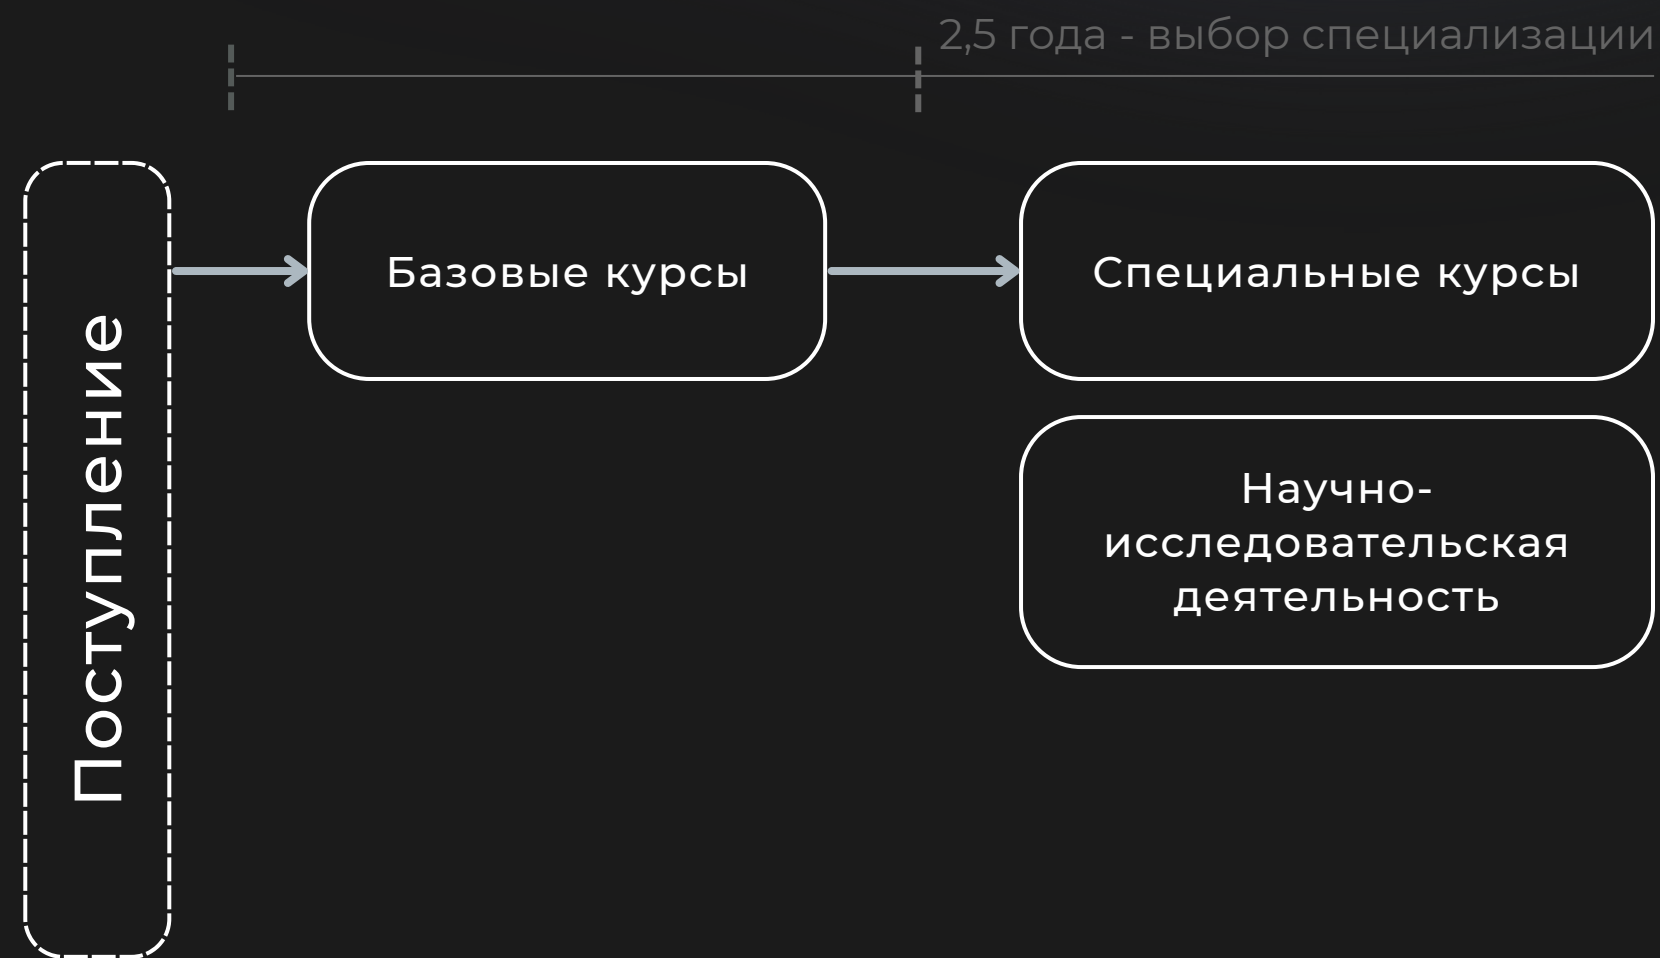 2,5 года - выбор специализации
Поступление
Базовые курсы
Специальные курсы
Научно-
исследовательская
деятельность